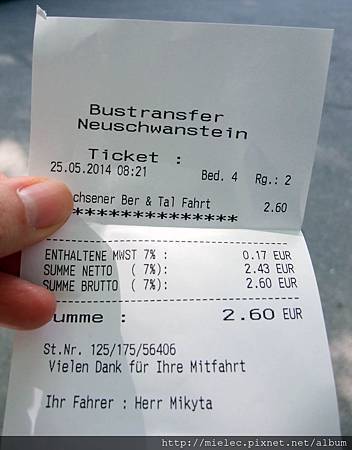 Bustransfer
Neuschwanstein
Ticket :
25.05.2014 08:21 Bed. 4 Rg.: 2
chsener Ber & Tal Fahrt 2.60
***************
ENTHALTENE MWST 7% : 0.17 EUR
SUMME NETTO ( 7%): 2.43 EUR
SUMME BRUTTO ( 7%): 2.60 EUR
umme : 2.60 EUR
St.Nr. 125/175/56406
Vielen Dank für Ihre Mitfahrt
Ihr Fahrer : Herr Mikyta
http://mielec.pixnet.net/album